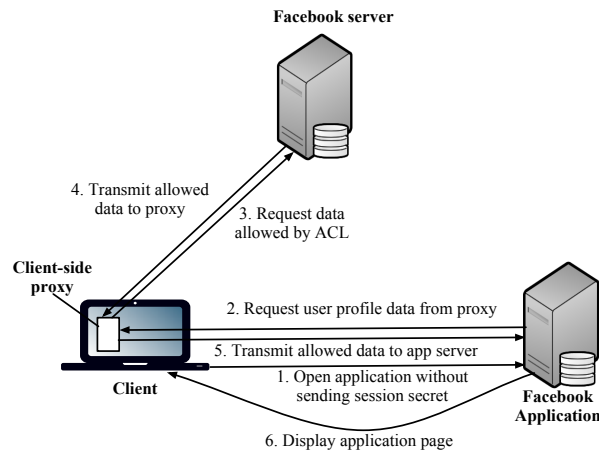 Facebook server
4. Transmit allowed
data to proxy
3. Request data
allowed by ACL
Client-side
proxy
2. Request user profile data from proxy
5. Transmit allowed data to app server
1. Open application without
sending session secret
Client
Facebook
Application
6. Display application page